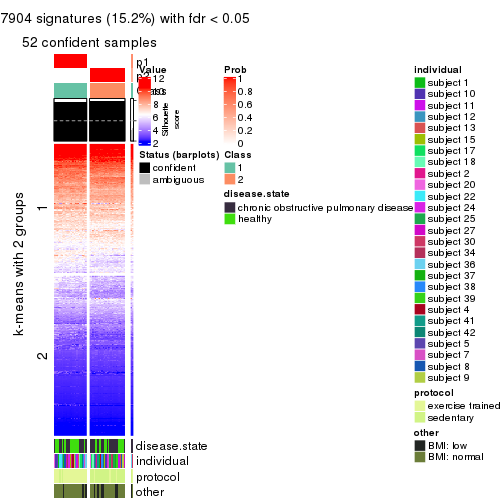 7904 signatures (15.2%) with fdr < 0.05
52 confident samples
p1
p2
Class
Silhouette
score
k-means with 2 groups
1
2
disease.state
individual
protocol
other
Value
12
10
2
Status (barplots)
confident
ambiguous
Prob
1
0.8
0.6
0.4
0.2
0
Class
1
2
disease.state
chronic obstructive pulmonary disease
healthy
individual
subject 1
subject 10
subject 11
subject 12
subject 13
subject 15
subject 17
subject 18
subject 2
subject 20
subject 22
subject 24
subject 25
subject 27
subject 30
subject 34
subject 36
subject 37
subject 38
subject 39
subject 4
subject 41
subject 42
subject 5
subject 7
subject 8
subject 9
protocol
exercise trained
sedentary
other
BMI: low
BMI: normal